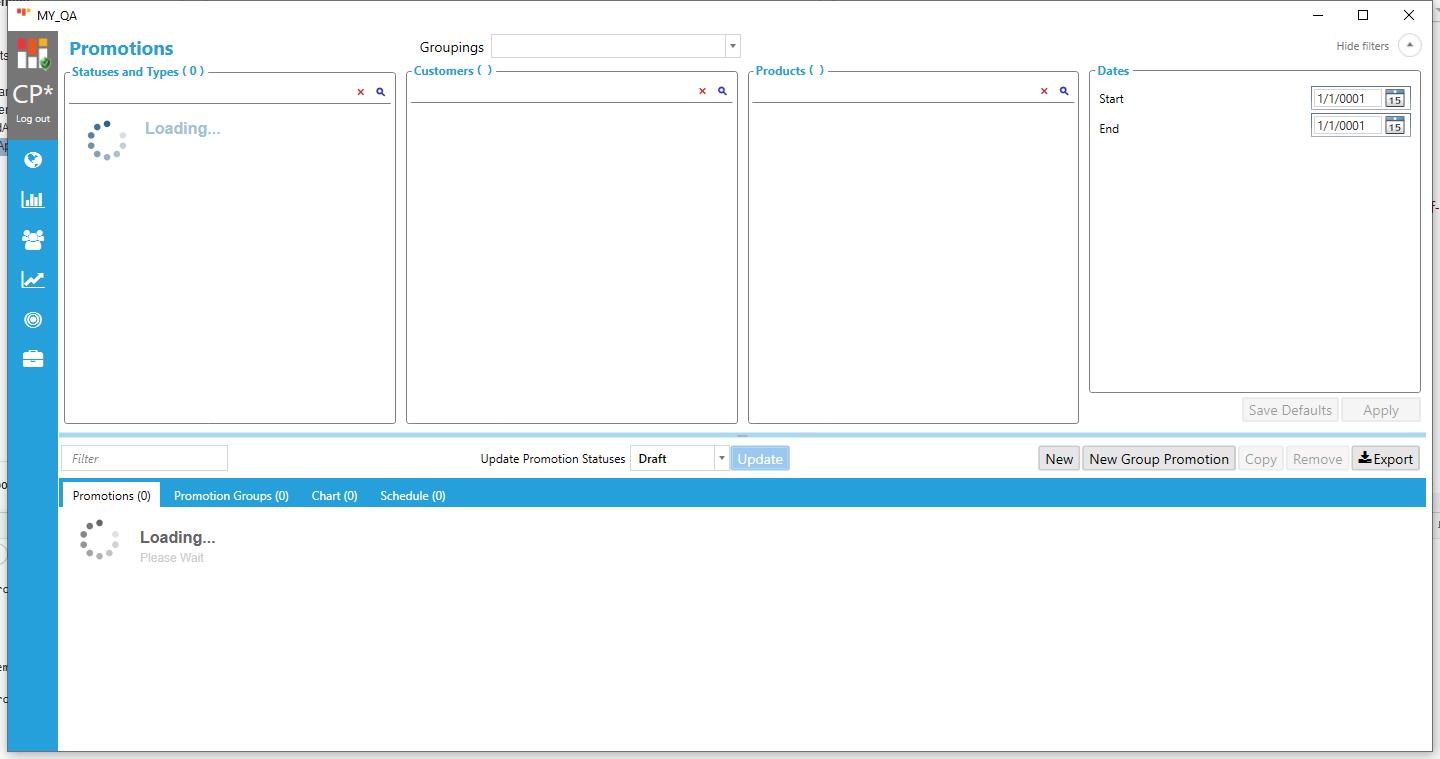 MY_QA
CP*
Log out
Promotions
Groupings
Hide filters
Statuses and Types ( 0 )
Customers ( )
Products ( )
Dates
Loading...
Start
1/1/0001
15
End
1/1/0001
15
Save Defaults
Apply
Filter
Update Promotion Statuses
Draft
Update
New
New Group Promotion
Copy
Remove
Export
Promotions (0)
Promotion Groups (0)
Chart (0)
Schedule (0)
Loading...
Please Wait